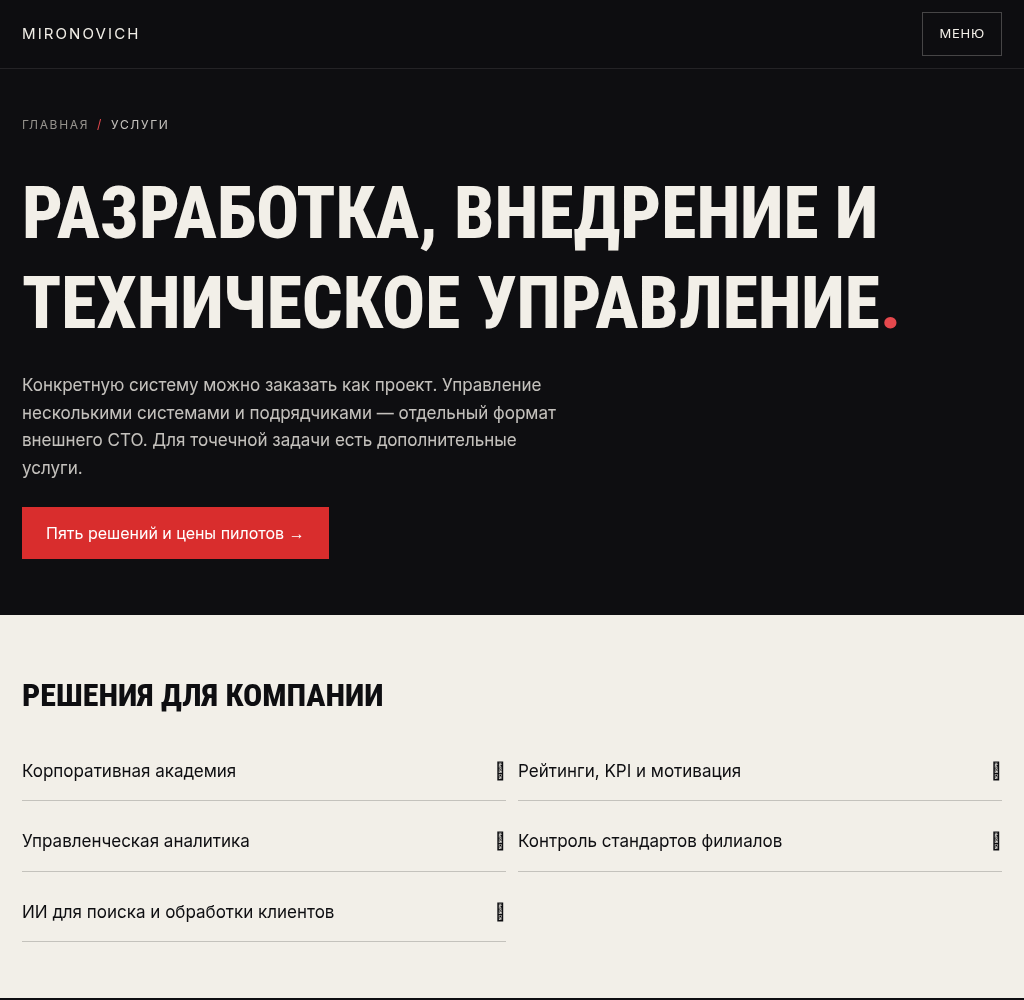 MIRONOVICH
МЕНЮ
ГЛАВНАЯ / УСЛУГИ
РАЗРАБОТКА, ВНЕДРЕНИЕ И
ТЕХНИЧЕСКОЕ УПРАВЛЕНИЕ.
Конкретную систему можно заказать как проект. Управление
несколькими системами и подрядчиками — отдельный формат
внешнего CTO. Для точечной задачи есть дополнительные
услуги.
Пять решений и цены пилотов →
РЕШЕНИЯ ДЛЯ КОМПАНИИ
Корпоративная академия
Рейтинги, KPI и мотивация
Управленческая аналитика
Контроль стандартов филиалов
ИИ для поиска и обработки клиентов